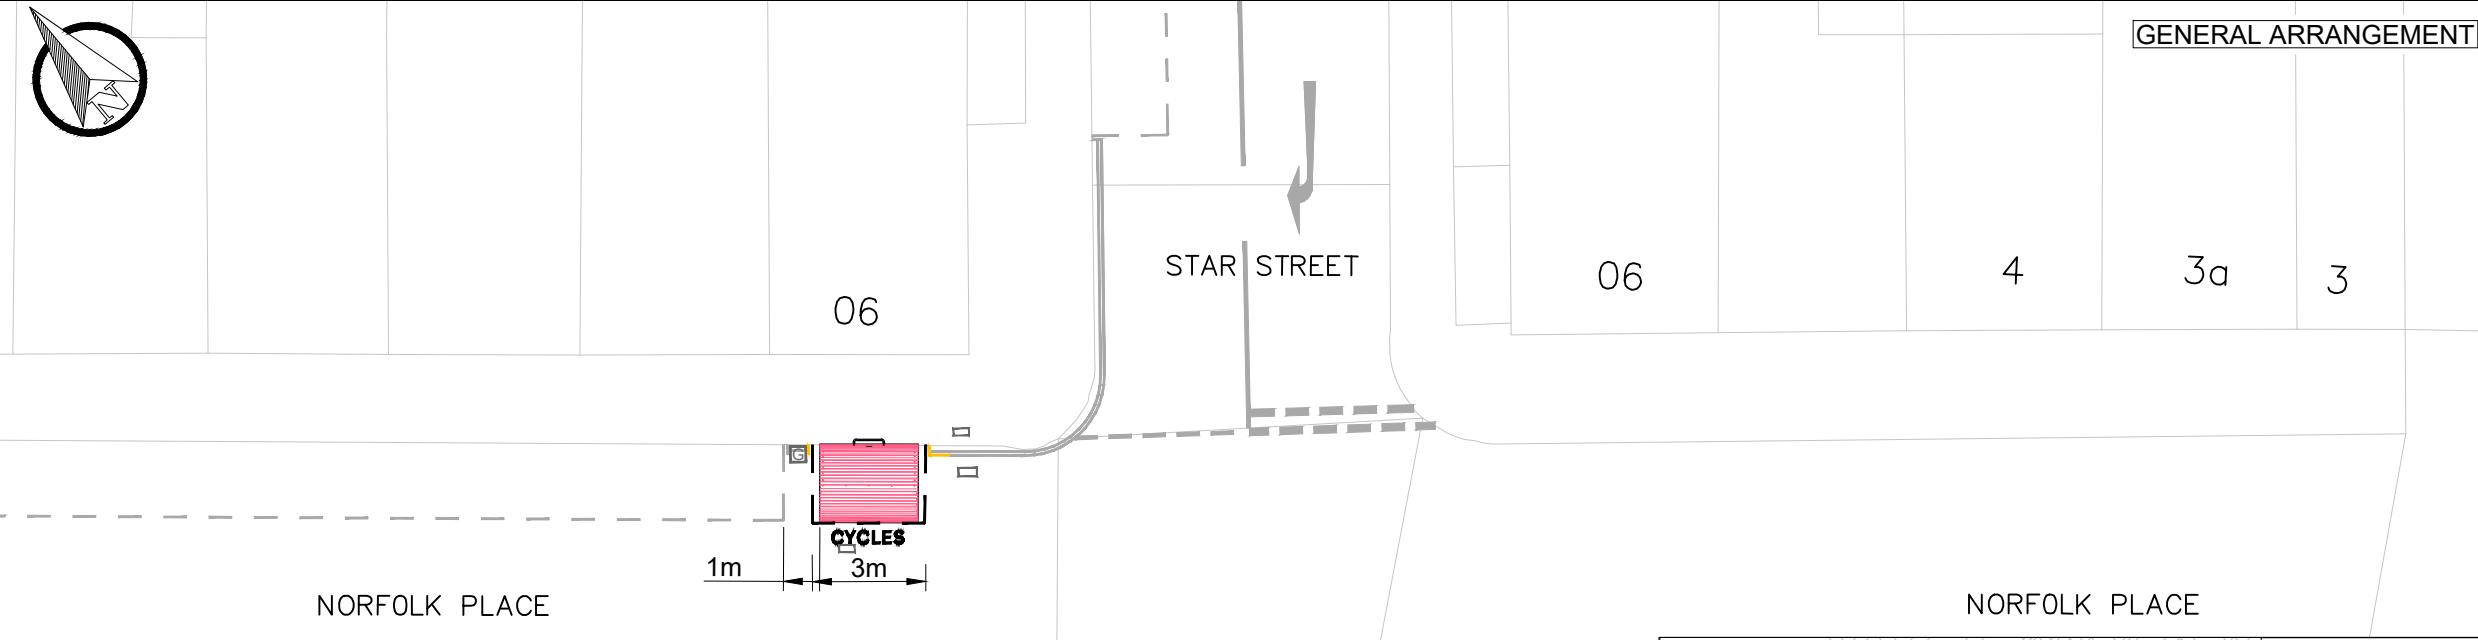 GENERAL ARRANGEMENT
N
STAR STREET
06
06
4
3a
3
G
CYCLES
1m
3m
NORFOLK PLACE
NORFOLK PLACE